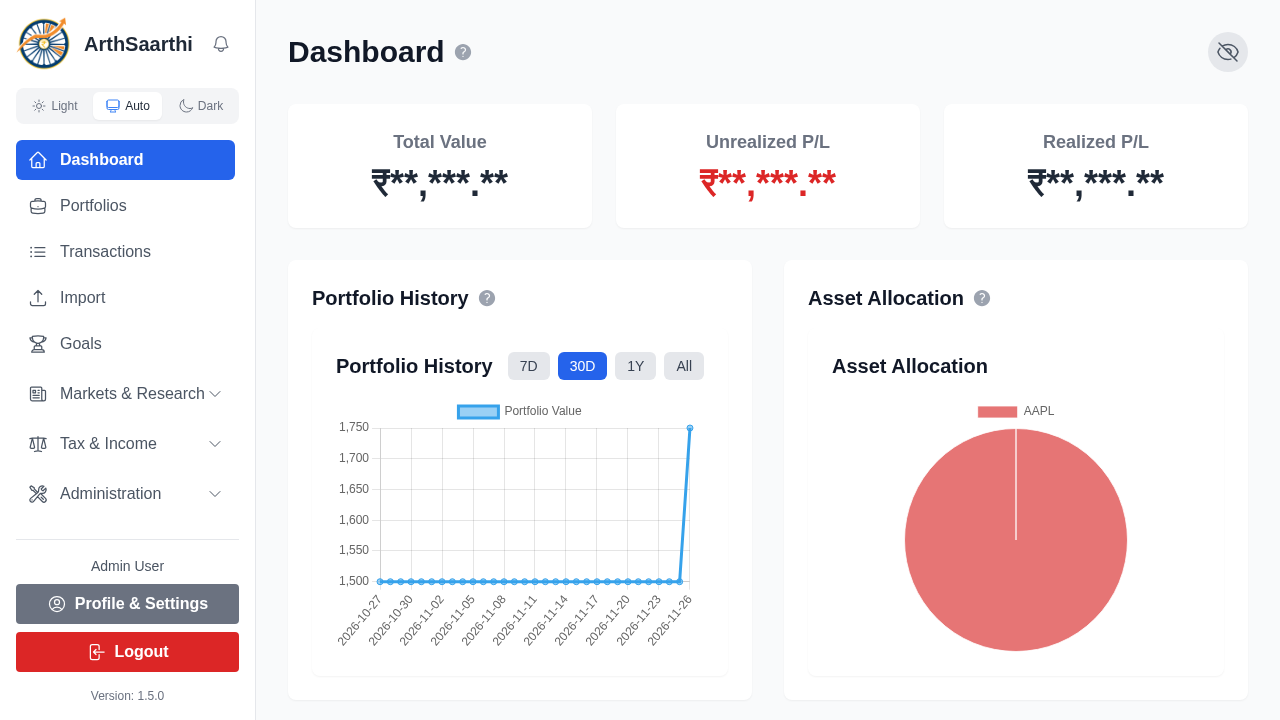 ArthSaarthi
Light
Auto
Dark
Dashboard
Portfolios
Transactions
Import
Goals
Markets & Research
Tax & Income
Administration
Admin User
Profile & Settings
Logout
Version: 1.5.0
Dashboard ?
Total Value
₹**,***.**
Unrealized P/L
₹**,***.**
Realized P/L
₹**,***.**
Portfolio History ?
Portfolio History
7D
30D
1Y
All
Portfolio Value
1,750
1,700
1,650
1,600
1,550
1,500
2026-10-27
2026-10-30
2026-11-02
2026-11-05
2026-11-08
2026-11-11
2026-11-14
2026-11-17
2026-11-20
2026-11-23
2026-11-26
Asset Allocation ?
Asset Allocation
AAPL